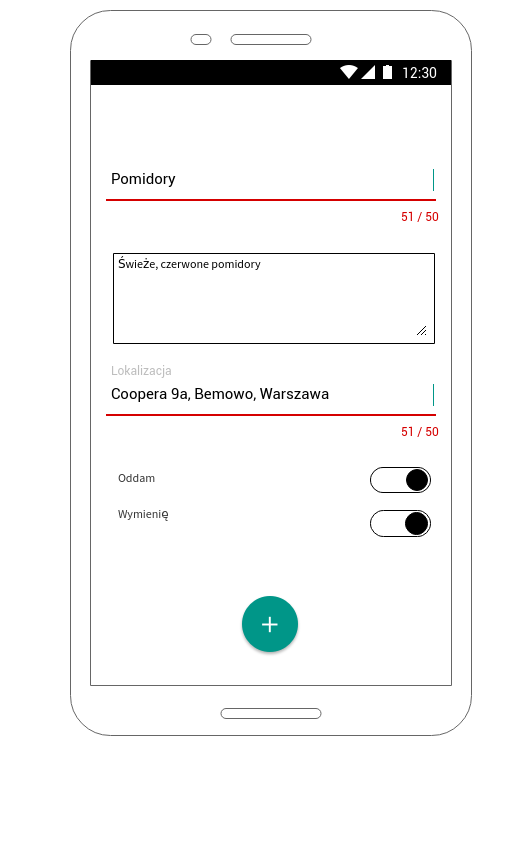 12:30
Pomidory
51 / 50
Świeże, czerwone pomidory
Lokalizacja
Coopera 9a, Bemowo, Warszawa
51 / 50
Oddam
Wymienię
+